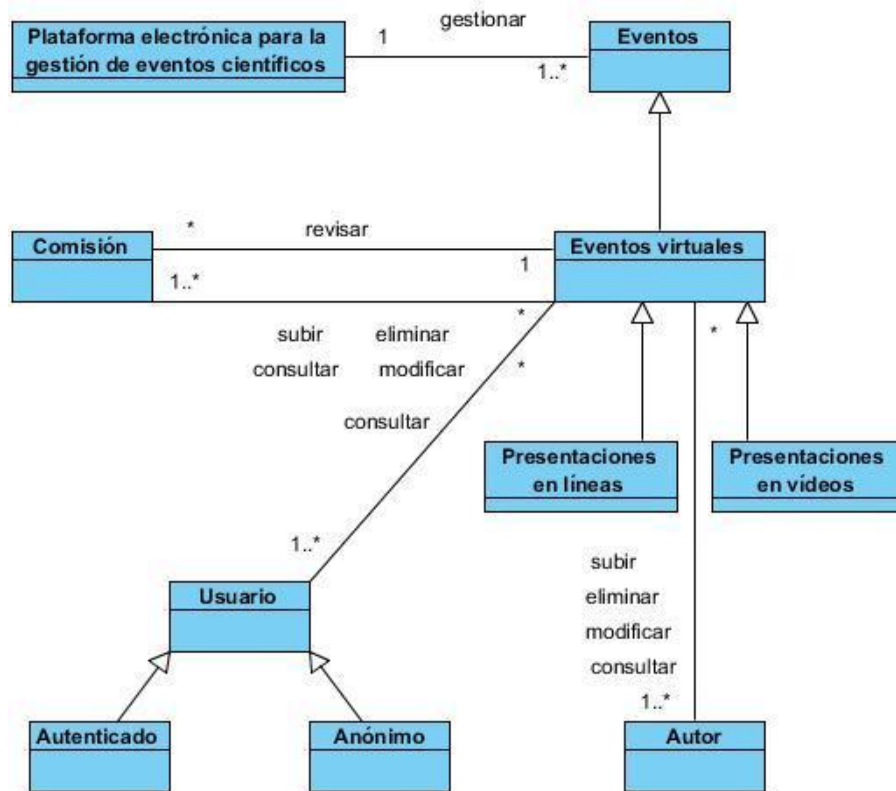 gestionar
Plataforma electrónica para la
gestión de eventos científicos
1
1..*
Eventos
*
revisar
Comisión
1
Eventos virtuales
1..*
*
*
subir eliminar
consultar modificar
*
consultar
Presentaciones
en líneas
Presentaciones
en vídeos
1..*
subir
eliminar
modificar
consultar
1..*
Usuario
Autenticado
Anónimo
Autor